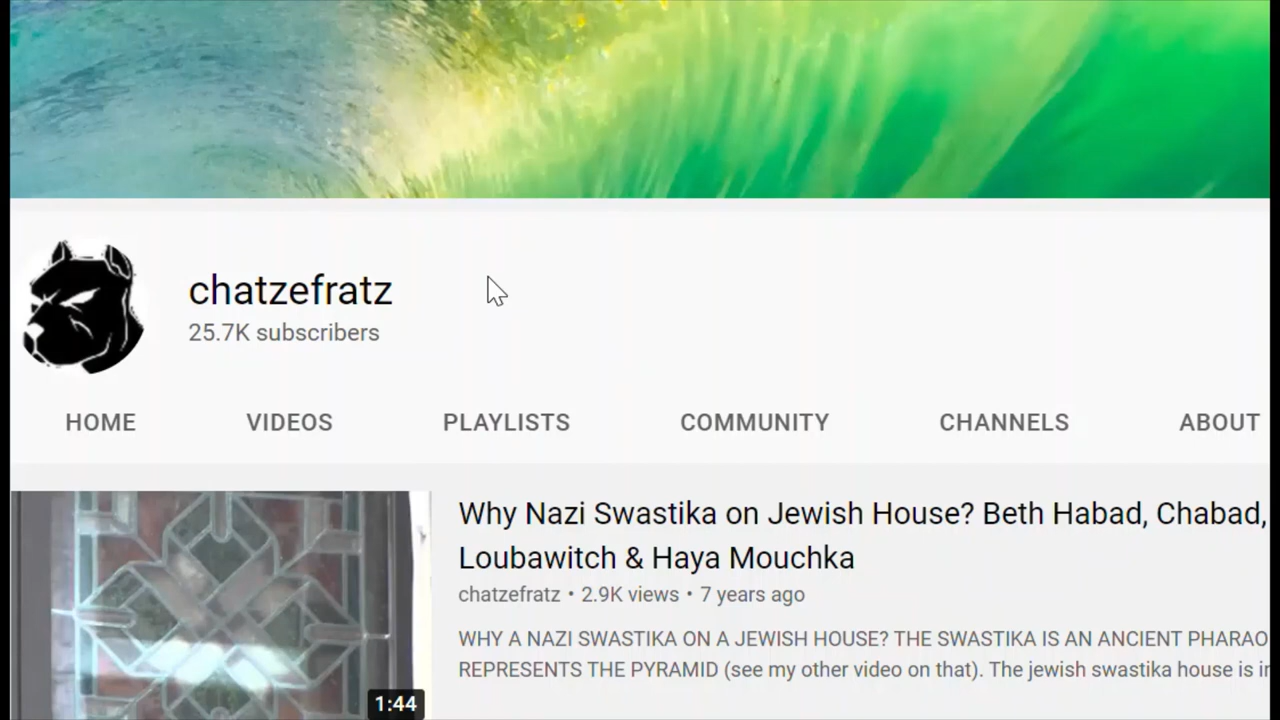 chatzefratz
25.7K subscribers
HOME VIDEOS PLAYLISTS COMMUNITY CHANNELS ABOUT
Why Nazi Swastika on Jewish House? Beth Habad, Chabad,
Loubawitch & Haya Mouchka
chatzefratz • 2.9K views • 7 years ago
WHY A NAZI SWASTIKA ON A JEWISH HOUSE? THE SWASTIKA IS AN ANCIENT PHARAO
REPRESENTS THE PYRAMID (see my other video on that). The jewish swastika house is
1:44